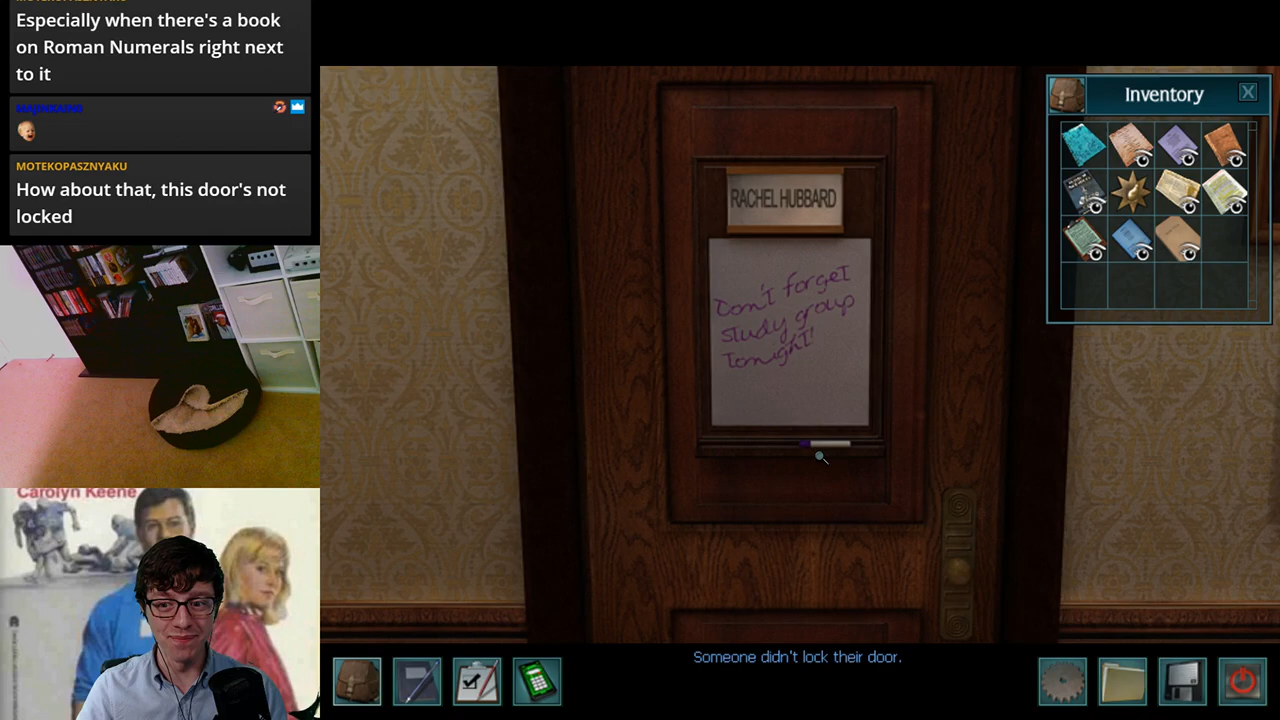 Especially when there's a book
on Roman Numerals right next
to it
MOTEKOPASZNYAKU
How about that, this door's not
locked
Carolyn Keene
RACHEL HUBBARD
Don't forget
study group
Tonight!
Inventory
X
Someone didn't lock their door.